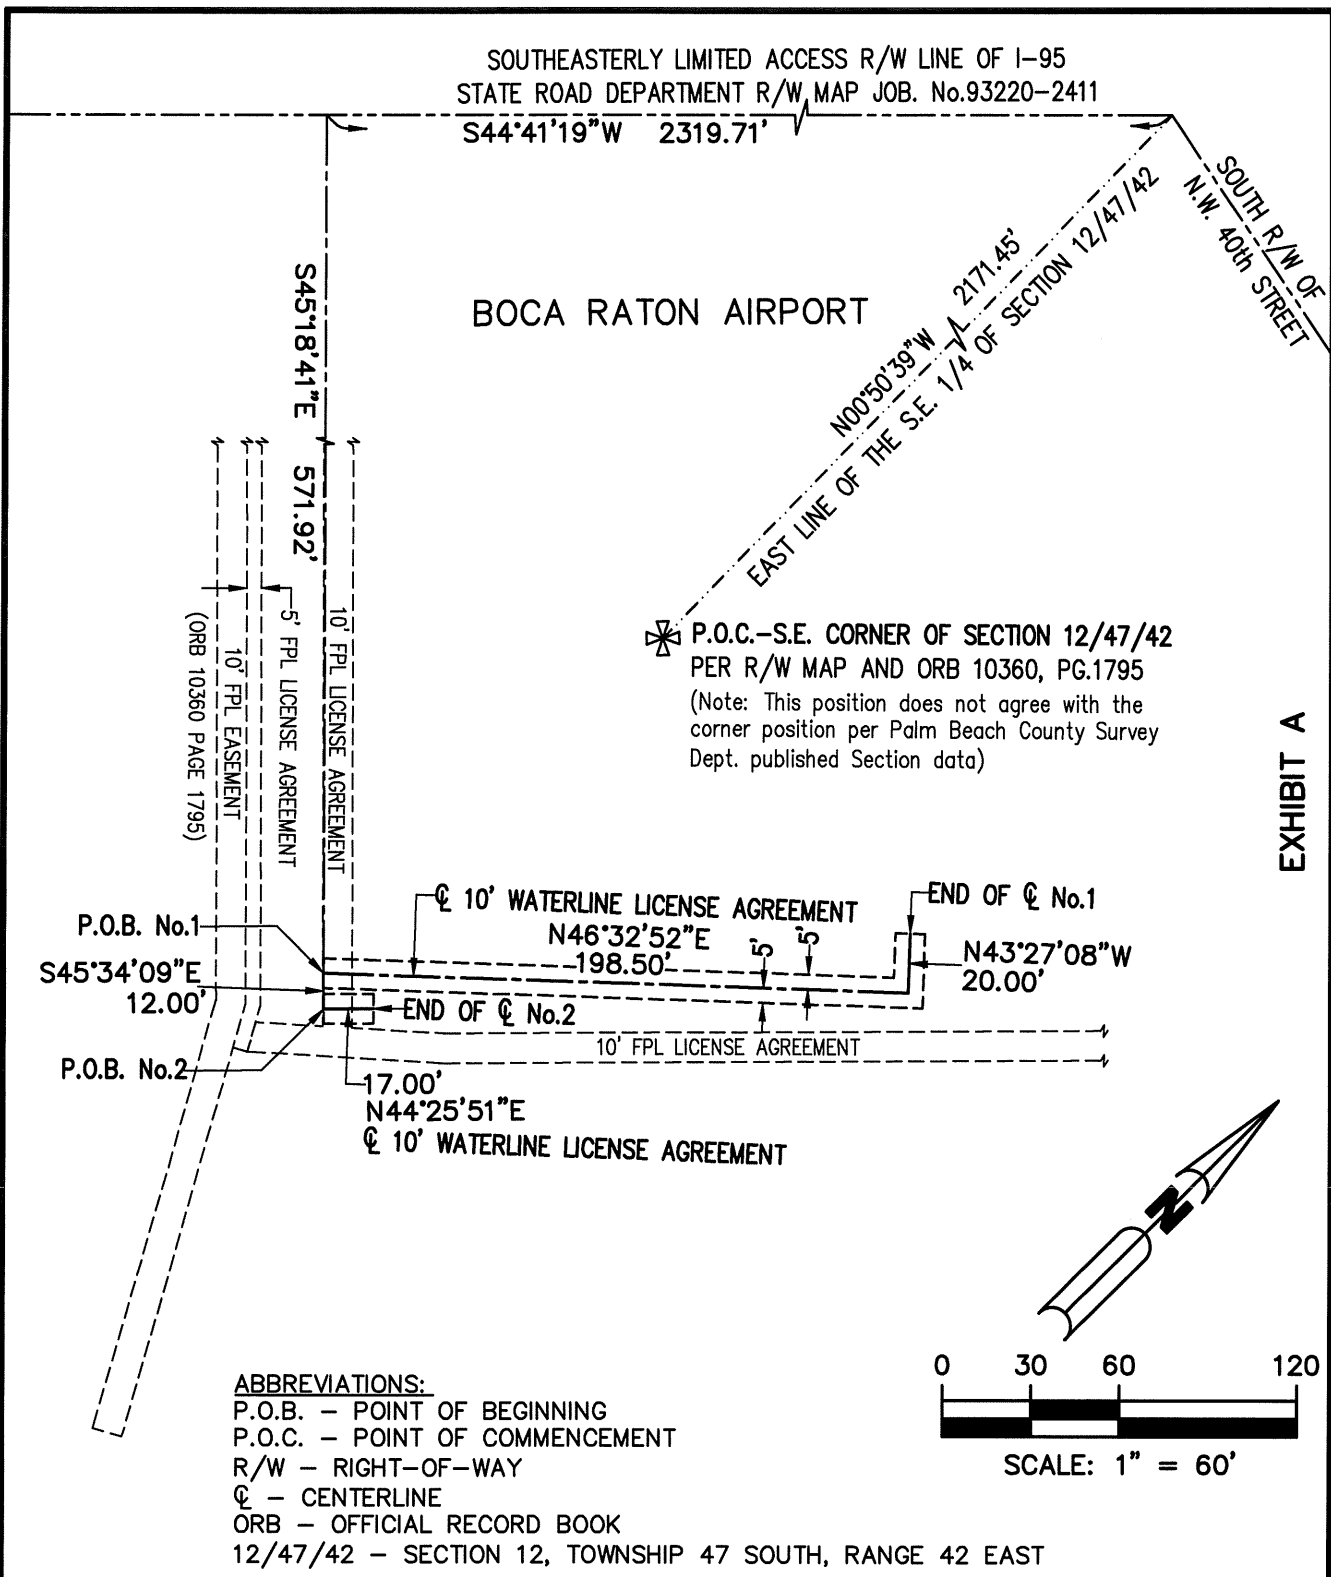 SOUTHEASTERLY LIMITED ACCESS R/W LINE OF I-95
STATE ROAD DEPARTMENT R/W MAP JOB. No.93220-2411
S44°41'19"W 2319.71'
SOUTH R/W OF
N.W. 40th STREET
N00°50'39"W 2171.45'
EAST LINE OF THE S.E. 1/4 OF SECTION 12/47/42
BOCA RATON AIRPORT
S45°18'41"E 571.92'
P.O.C.-S.E. CORNER OF SECTION 12/47/42
PER R/W MAP AND ORB 10360, PG.1795
(Note: This position does not agree with the
corner position per Palm Beach County Survey
Dept. published Section data)
10' FPL LICENSE AGREEMENT
5' FPL LICENSE AGREEMENT
10' FPL EASEMENT
(ORB 10360 PAGE 1795)
EXHIBIT A
P.O.B. No.1
S45°34'09"E
12.00'
P.O.B. No.2
℄ 10' WATERLINE LICENSE AGREEMENT
N46°32'52"E
198.50'
5'
5'
END OF ℄ No.1
N43°27'08"W
20.00'
END OF ℄ No.2
10' FPL LICENSE AGREEMENT
17.00'
N44°25'51"E
℄ 10' WATERLINE LICENSE AGREEMENT
N
0 30 60 120
SCALE: 1" = 60'
ABBREVIATIONS:
P.O.B. - POINT OF BEGINNING
P.O.C. - POINT OF COMMENCEMENT
R/W - RIGHT-OF-WAY
℄ - CENTERLINE
ORB - OFFICIAL RECORD BOOK
12/47/42 - SECTION 12, TOWNSHIP 47 SOUTH, RANGE 42 EAST